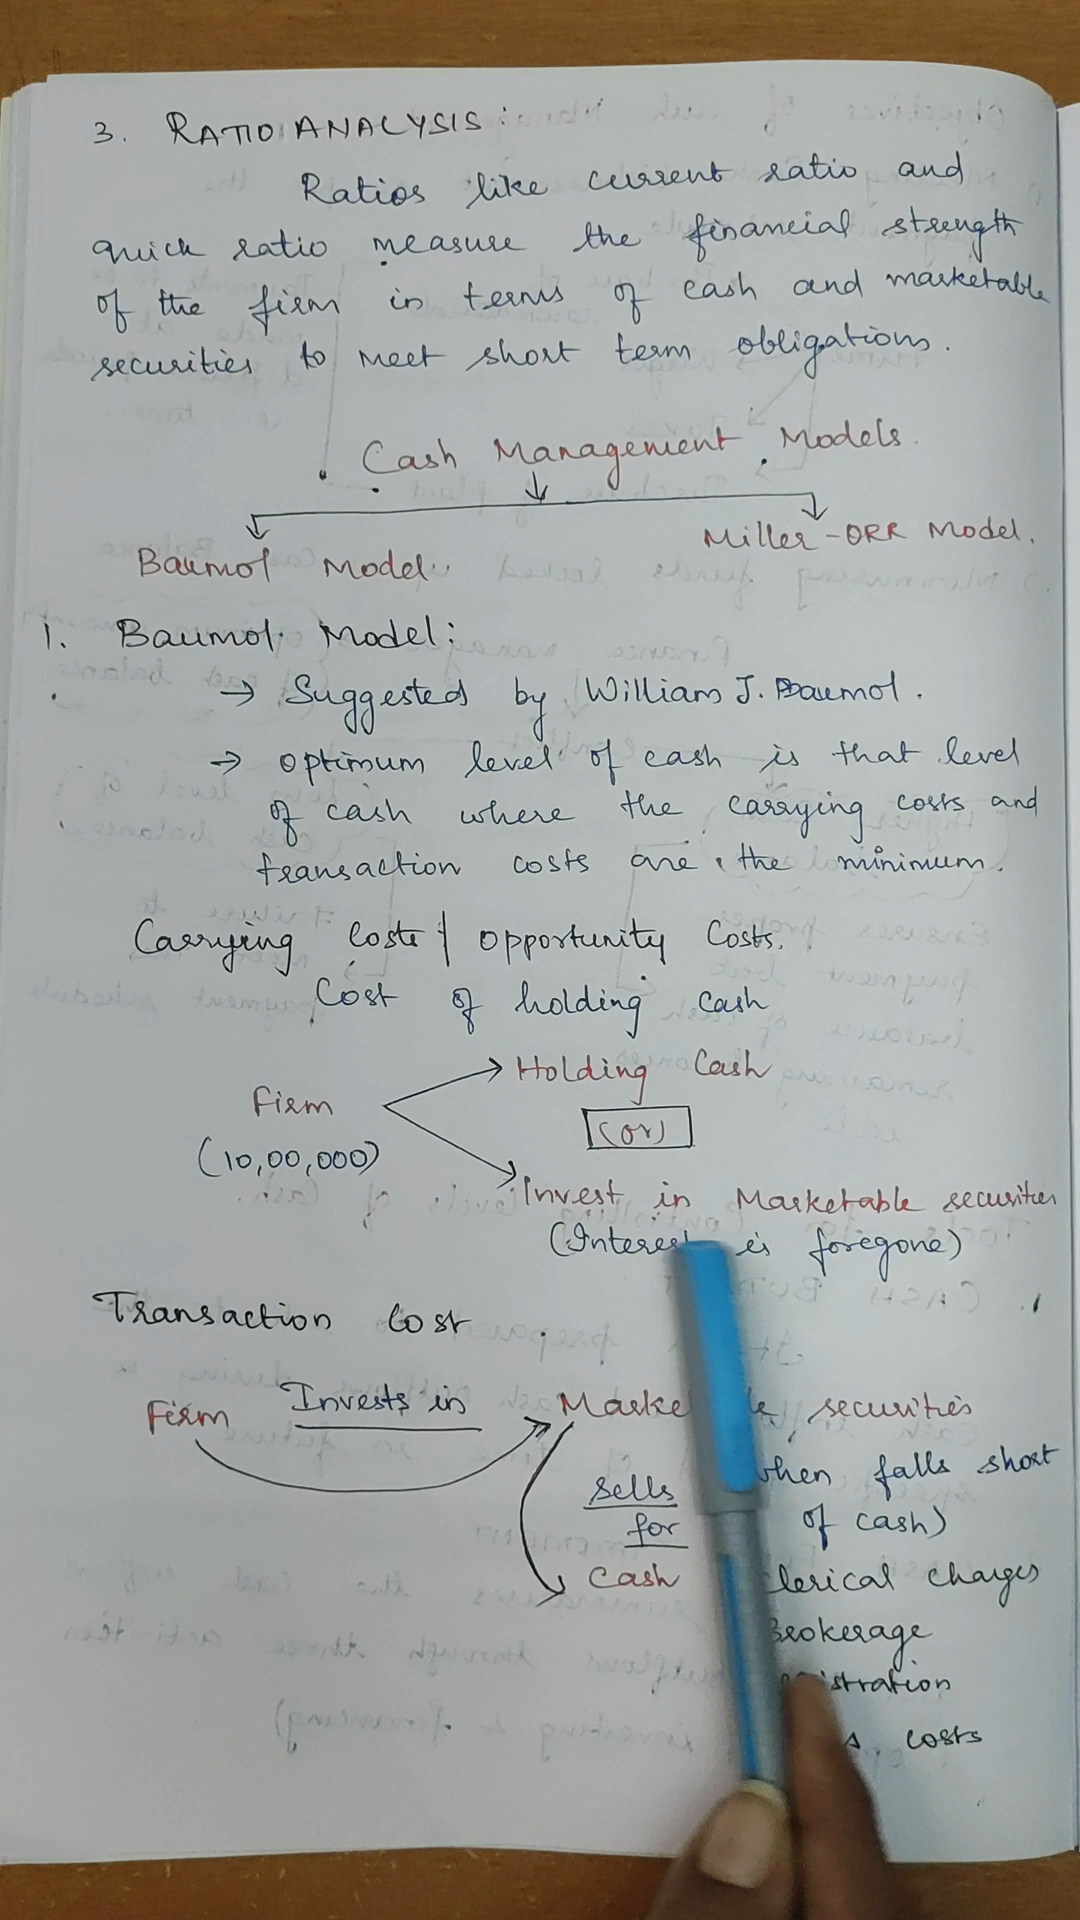 3. RATIO ANALYSIS:
Ratios like current ratio and
quick ratio measure the financial strength
of the firm in terms of cash and marketable
securities to meet short term obligations.
Cash Management Models.
Baumol Model.
Miller-ORR Model.
1. Baumol Model:
→ Suggested by William J. Baumol.
→ optimum level of cash is that level
of cash where the carrying costs and
transaction costs are the minimum.
Carrying Costs / opportunity Costs.
Cost of holding cash
Holding Cash
Firm
(or)
(10,00,000)
Invest in Marketable securities
(Interest is foregone)
Transaction Cost
Firm Invests in securities
when falls short
sells
for of cash)
Cash clerical charges
Brokerage
costs